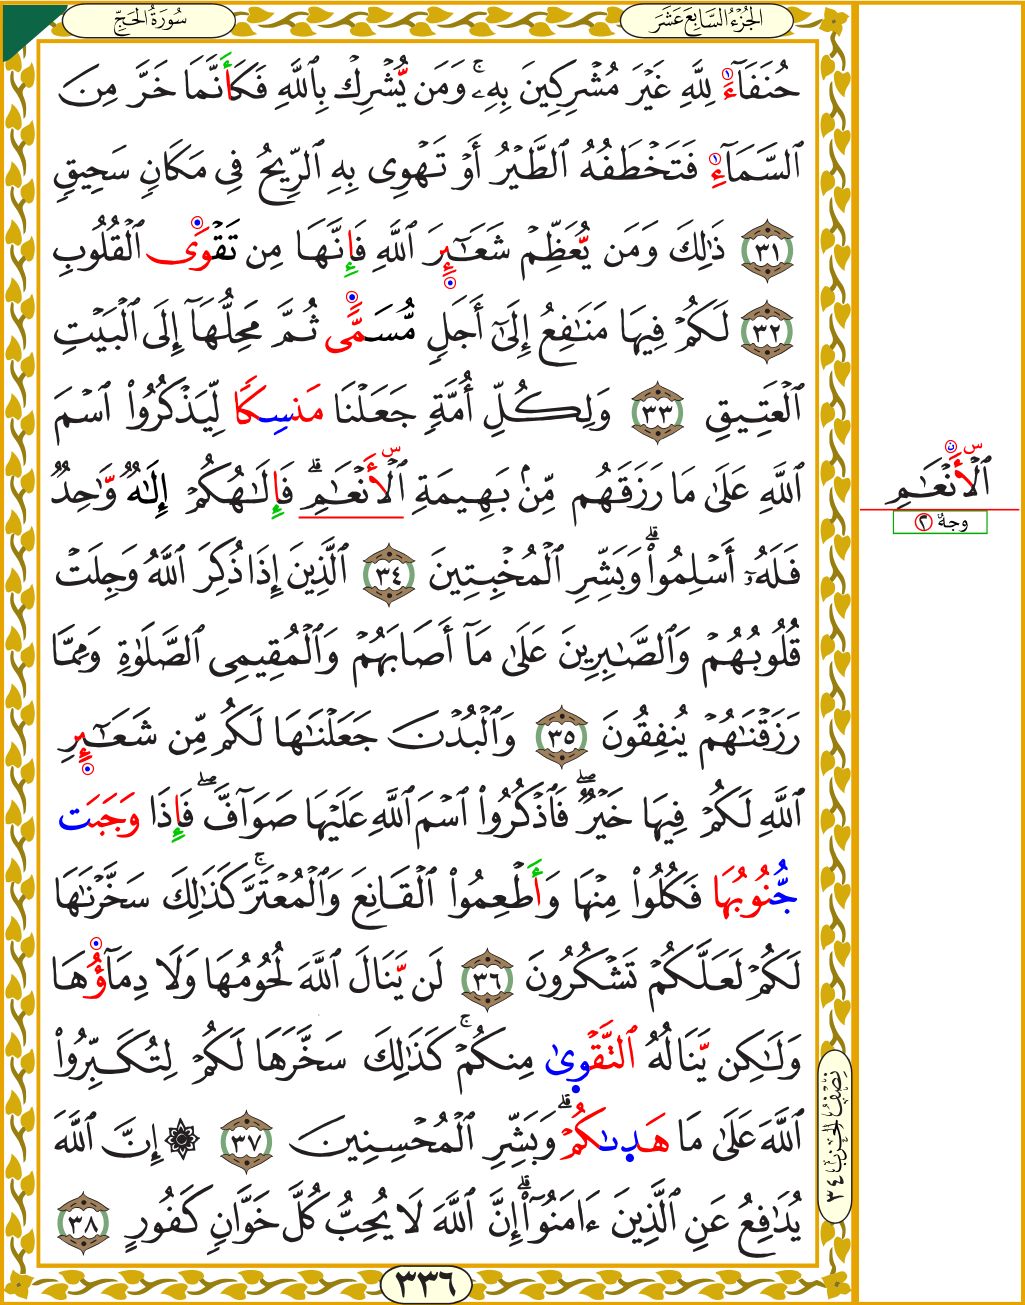 سُورَةُ الحَجِّ
الجُزْءُ السَّابِعَ عَشَرَ
حُنَفَآءَ لِلَّهِ غَيْرَ مُشْرِكِينَ بِهِۦۚ وَمَن يُّشْرِكْ بِٱللَّهِ فَكَأَنَّمَا خَرَّ مِنَ
ٱلسَّمَآءِ فَتَخْطَفُهُ ٱلطَّيْرُ أَوْ تَهْوِى بِهِ ٱلرِّيحُ فِى مَكَانٍ سَحِيقٍ
٣١ ذَٰلِكَ وَمَن يُّعَظِّمْ شَعَـٰٓئِرَ ٱللَّهِ فَإِنَّهَا مِن تَقْوَى ٱلْقُلُوبِ
٣٢ لَكُمْ فِيهَا مَنَـٰفِعُ إِلَىٰٓ أَجَلٍ مُّسَمًّى ثُمَّ مَحِلُّهَآ إِلَى ٱلْبَيْتِ
ٱلْعَتِيقِ ٣٣ وَلِكُلِّ أُمَّةٍ جَعَلْنَا مَنسِكًا لِّيَذْكُرُوا۟ ٱسْمَ
ٱللَّهِ عَلَىٰ مَا رَزَقَهُم مِّنۢ بَهِيمَةِ ٱلْأَنْعَـٰمِۗ فَإِلَـٰهُكُمْ إِلَـٰهٌ وَٰحِدٌ
فَلَهُۥٓ أَسْلِمُوا۟ۗ وَبَشِّرِ ٱلْمُخْبِتِينَ ٣٤ ٱلَّذِينَ إِذَا ذُكِرَ ٱللَّهُ وَجِلَتْ
قُلُوبُهُمْ وَٱلصَّـٰبِرِينَ عَلَىٰ مَآ أَصَابَهُمْ وَٱلْمُقِيمِى ٱلصَّلَوٰةِ وَمِمَّا
رَزَقْنَـٰهُمْ يُنفِقُونَ ٣٥ وَٱلْبُدْنَ جَعَلْنَـٰهَا لَكُم مِّن شَعَـٰٓئِرِ
ٱللَّهِ لَكُمْ فِيهَا خَيْرٌۖ فَٱذْكُرُوا۟ ٱسْمَ ٱللَّهِ عَلَيْهَا صَوَآفَّۖ فَإِذَا وَجَبَت
جُّنُوبُهَا فَكُلُوا۟ مِنْهَا وَأَطْعِمُوا۟ ٱلْقَانِعَ وَٱلْمُعْتَرَّۚ كَذَٰلِكَ سَخَّرْنَـٰهَا
لَكُمْ لَعَلَّكُمْ تَشْكُرُونَ ٣٦ لَن يَّنَالَ ٱللَّهَ لُحُومُهَا وَلَا دِمَآؤُهَا
وَلَـٰكِن يَّنَالُهُ ٱلتَّقْوِىٰ مِنكُمْۚ كَذَٰلِكَ سَخَّرَهَا لَكُمْ لِتُكَبِّرُوا۟
ٱللَّهَ عَلَىٰ مَا هَدِىٰكُمْۗ وَبَشِّرِ ٱلْمُحْسِنِينَ ٣٧ ۞ إِنَّ ٱللَّهَ
يُدَٰفِعُ عَنِ ٱلَّذِينَ ءَامَنُوٓا۟ۗ إِنَّ ٱللَّهَ لَا يُحِبُّ كُلَّ خَوَّانٍ كَفُورٍ ٣٨
ٱلْأَنْعَـٰمِ
وجهٌ ٢
نِصْفُ الحِزْبِ ٣٤
٣٣٦